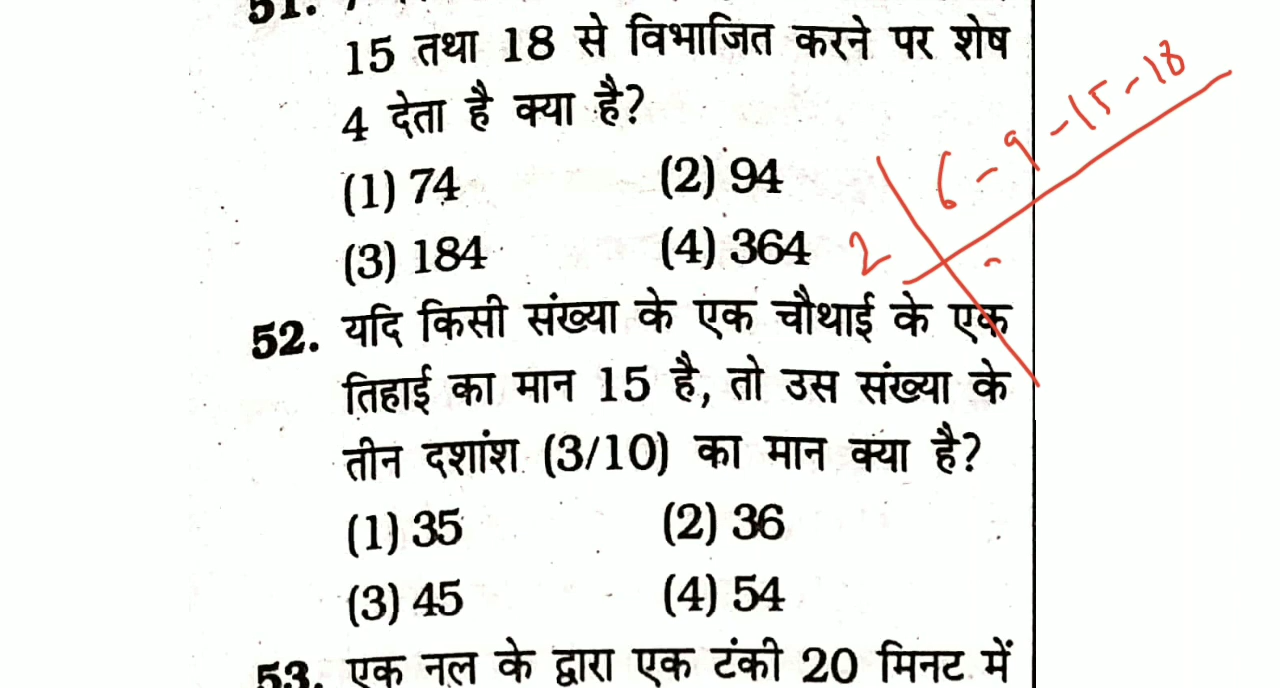 51. 7
15 तथा 18 से विभाजित करने पर शेष
4 देता है क्या है?
(1) 74 (2) 94
(3) 184 (4) 364
52. यदि किसी संख्या के एक चौथाई के एक
तिहाई का मान 15 है, तो उस संख्या के
तीन दशांश (3/10) का मान क्या है?
(1) 35 (2) 36
(3) 45 (4) 54
53. एक नल के द्वारा एक टंकी 20 मिनट में
6 - 9 - 15 - 18
2